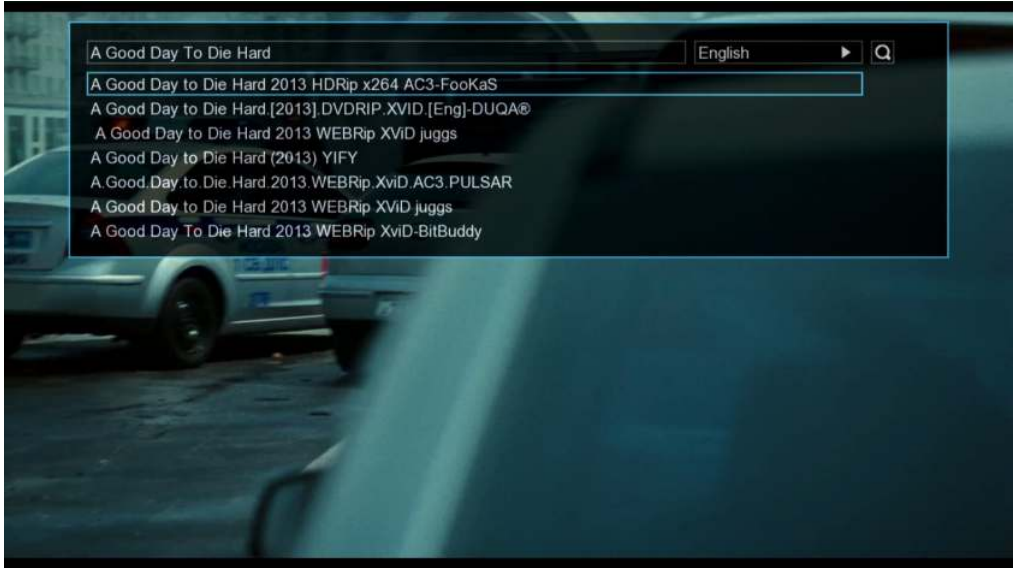 A Good Day To Die Hard English
A Good Day to Die Hard 2013 HDRip x264 AC3-FooKaS
A Good Day to Die Hard.[2013].DVDRIP.XVID.[Eng]-DUQA®
A Good Day to Die Hard 2013 WEBRip XViD juggs
A Good Day to Die Hard (2013) YIFY
A.Good.Day.to.Die.Hard.2013.WEBRip.XviD.AC3.PULSAR
A Good Day to Die Hard 2013 WEBRip XViD juggs
A Good Day To Die Hard 2013 WEBRip XviD-BitBuddy